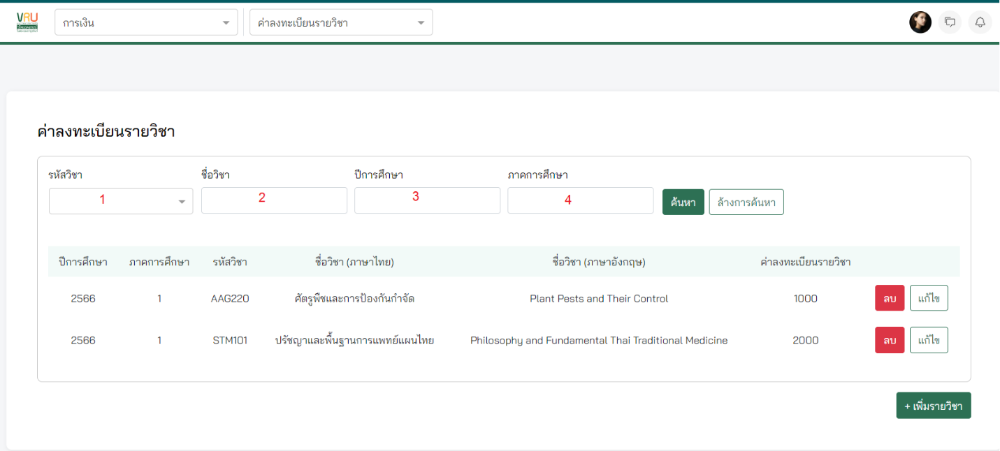 VRU
การเงิน ค่าลงทะเบียนรายวิชา
ค่าลงทะเบียนรายวิชา
รหัสวิชา ชื่อวิชา ปีการศึกษา ภาคการศึกษา
1 2 3 4 ค้นหา ล้างการค้นหา
ปีการศึกษา ภาคการศึกษา รหัสวิชา ชื่อวิชา (ภาษาไทย) ชื่อวิชา (ภาษาอังกฤษ) ค่าลงทะเบียนรายวิชา
2566 1 AAG220 ศัตรูพืชและการป้องกันกำจัด Plant Pests and Their Control 1000 ลบ แก้ไข
2566 1 STM101 ปรัชญาและพื้นฐานการแพทย์แผนไทย Philosophy and Fundamental Thai Traditional Medicine 2000 ลบ แก้ไข
+ เพิ่มรายวิชา